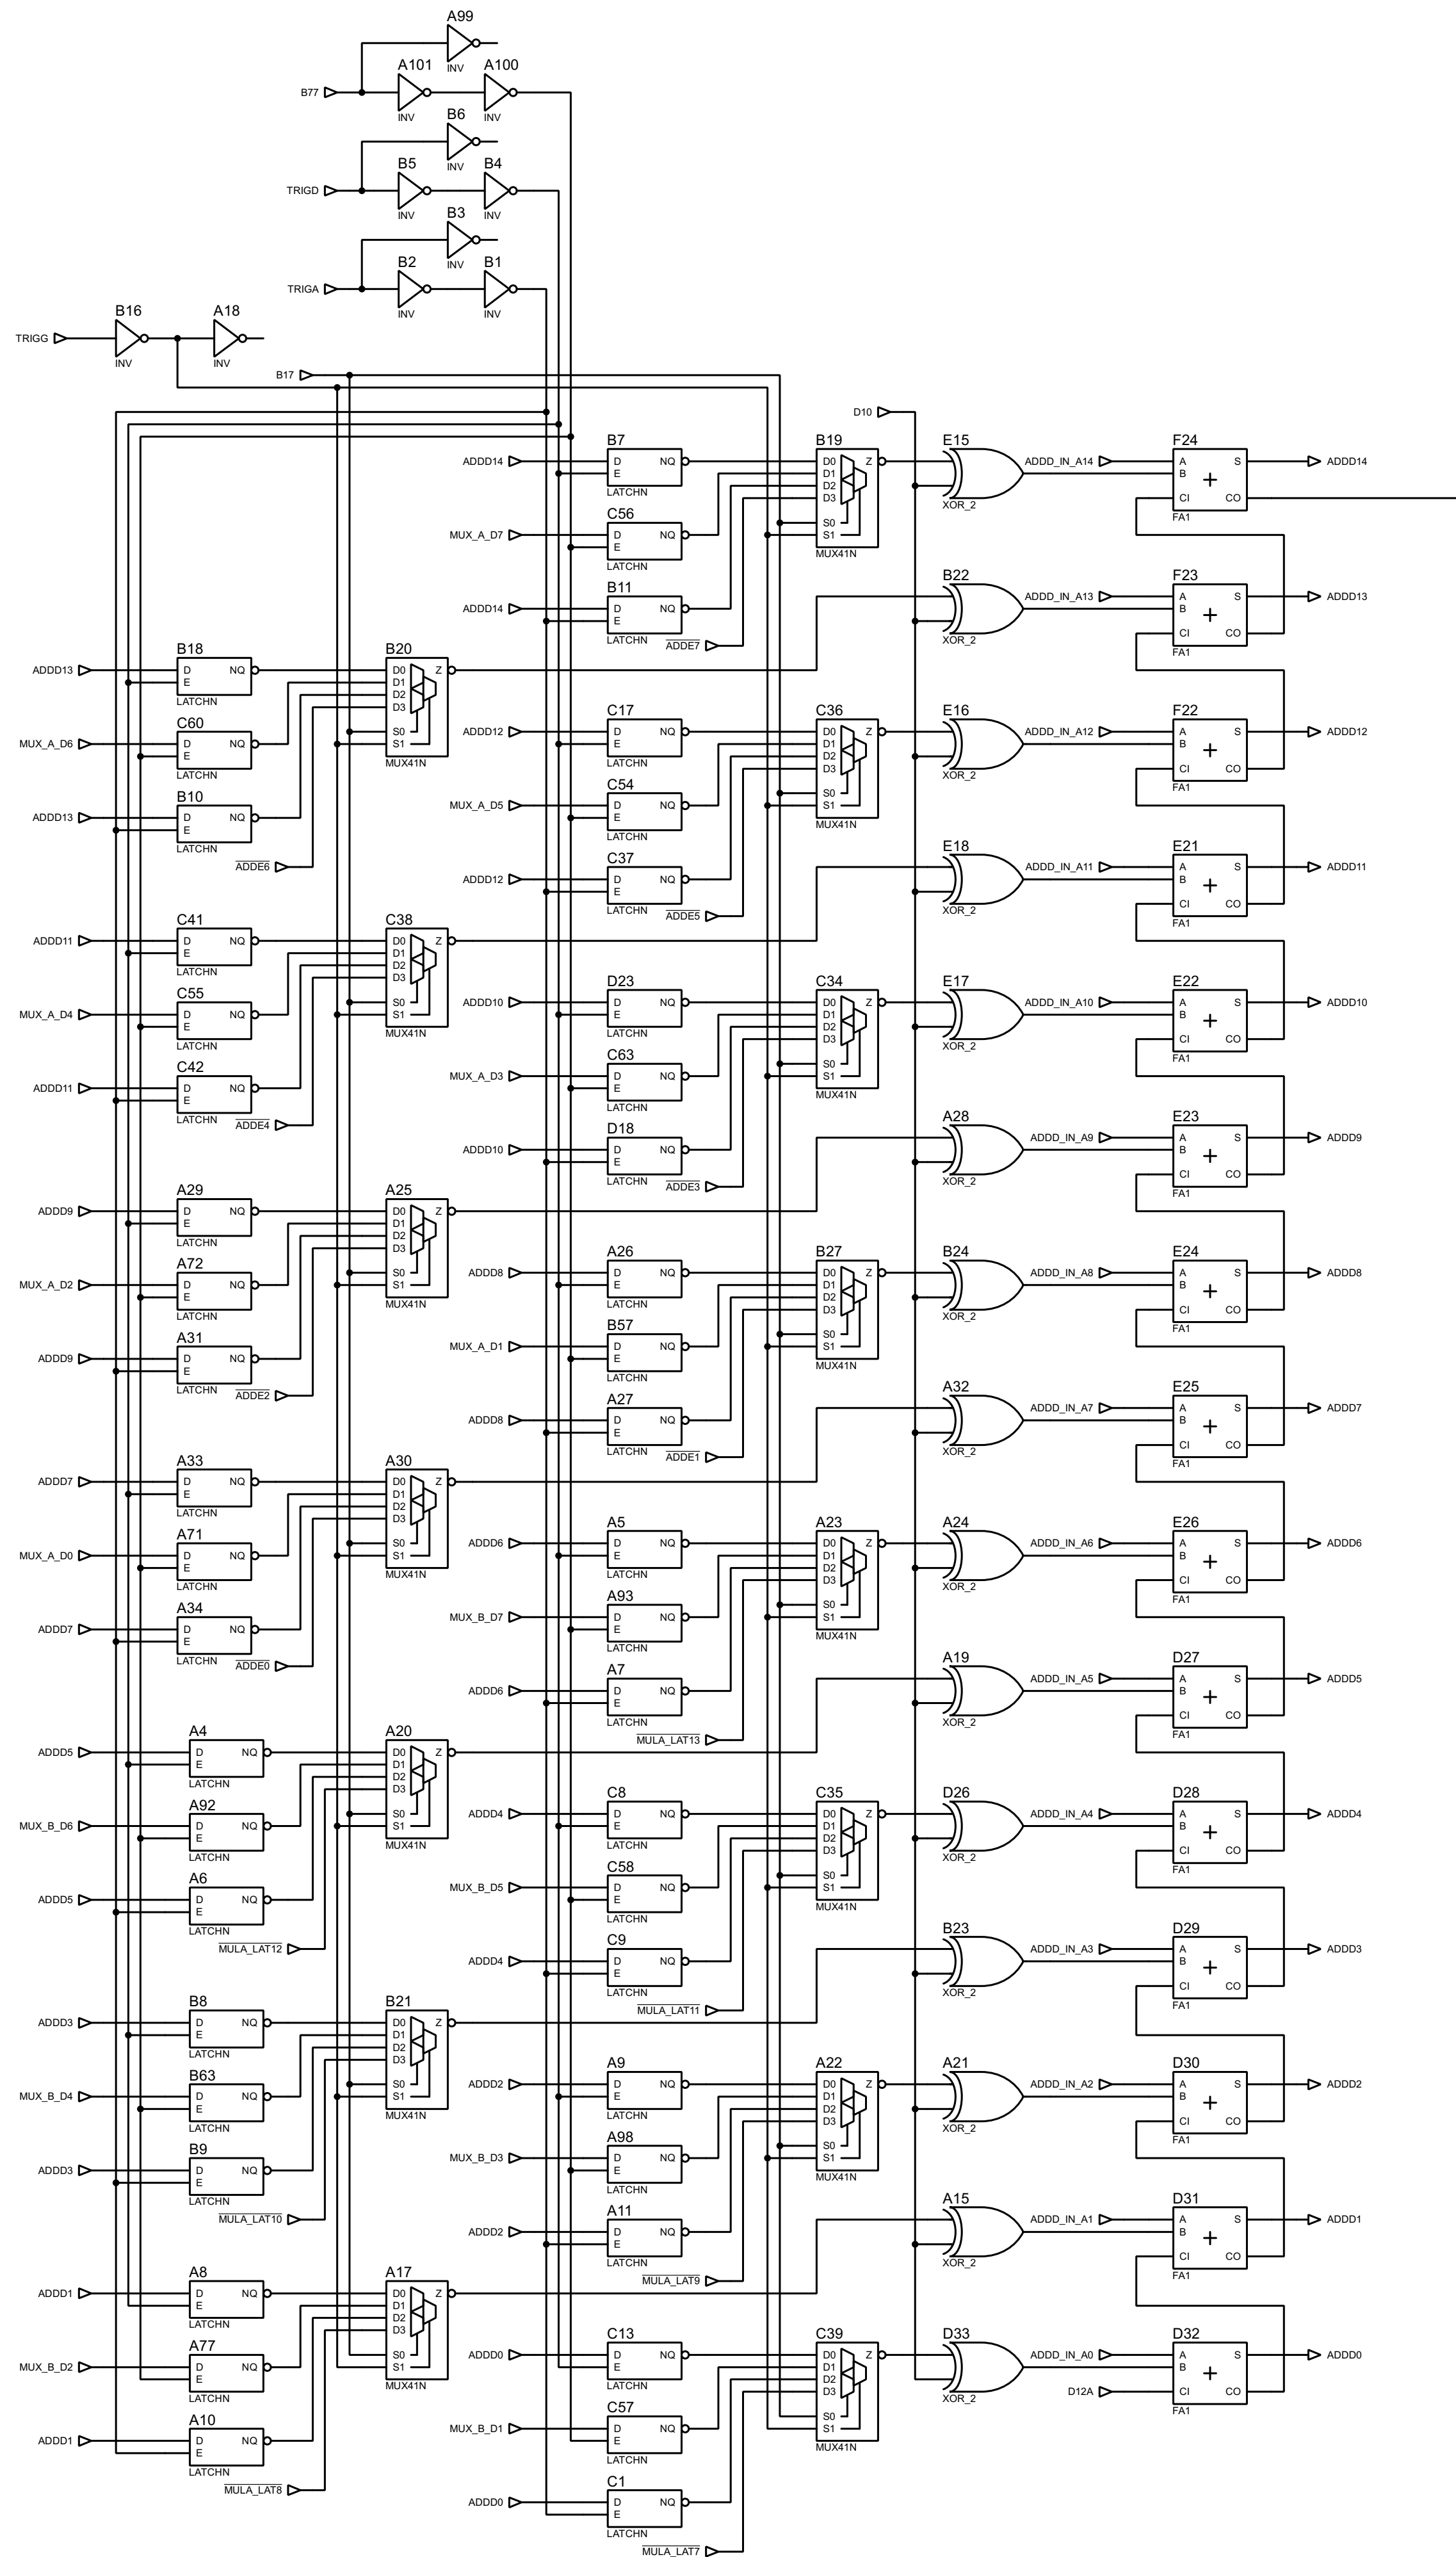 A99
INV
B77
A101
INV
A100
INV
B6
INV
TRIGD
B5
INV
B4
INV
B3
INV
TRIGA
B2
INV
B1
INV
TRIGG
B16
INV
A18
INV
B17
D10
ADDD14
B7
D
E
NQ
LATCHN
MUX_A_D7
C56
D
E
NQ
LATCHN
ADDD14
B11
D
E
NQ
LATCHN
ADDE7
B19
D0
D1
D2
D3
S0
S1
Z
MUX41N
E15
XOR_2
ADDD_IN_A14
F24
A
B
CI
S
CO
+
FA1
ADDD14
ADDD13
B18
D
E
NQ
LATCHN
MUX_A_D6
C60
D
E
NQ
LATCHN
ADDD13
B10
D
E
NQ
LATCHN
ADDE6
B20
D0
D1
D2
D3
S0
S1
Z
MUX41N
B22
XOR_2
ADDD_IN_A13
F23
A
B
CI
S
CO
+
FA1
ADDD13
ADDD12
C17
D
E
NQ
LATCHN
MUX_A_D5
C54
D
E
NQ
LATCHN
ADDD12
C37
D
E
NQ
LATCHN
ADDE5
C36
D0
D1
D2
D3
S0
S1
Z
MUX41N
E16
XOR_2
ADDD_IN_A12
F22
A
B
CI
S
CO
+
FA1
ADDD12
ADDD11
C41
D
E
NQ
LATCHN
MUX_A_D4
C55
D
E
NQ
LATCHN
ADDD11
C42
D
E
NQ
LATCHN
ADDE4
C38
D0
D1
D2
D3
S0
S1
Z
MUX41N
E18
XOR_2
ADDD_IN_A11
E21
A
B
CI
S
CO
+
FA1
ADDD11
ADDD10
D23
D
E
NQ
LATCHN
MUX_A_D3
C63
D
E
NQ
LATCHN
ADDD10
D18
D
E
NQ
LATCHN
ADDE3
C34
D0
D1
D2
D3
S0
S1
Z
MUX41N
E17
XOR_2
ADDD_IN_A10
E22
A
B
CI
S
CO
+
FA1
ADDD10
ADDD9
A29
D
E
NQ
LATCHN
MUX_A_D2
A72
D
E
NQ
LATCHN
ADDD9
A31
D
E
NQ
LATCHN
ADDE2
A25
D0
D1
D2
D3
S0
S1
Z
MUX41N
A28
XOR_2
ADDD_IN_A9
E23
A
B
CI
S
CO
+
FA1
ADDD9
ADDD8
A26
D
E
NQ
LATCHN
MUX_A_D1
B57
D
E
NQ
LATCHN
ADDD8
A27
D
E
NQ
LATCHN
ADDE1
B27
D0
D1
D2
D3
S0
S1
Z
MUX41N
B24
XOR_2
ADDD_IN_A8
E24
A
B
CI
S
CO
+
FA1
ADDD8
ADDD7
A33
D
E
NQ
LATCHN
MUX_A_D0
A71
D
E
NQ
LATCHN
ADDD7
A34
D
E
NQ
LATCHN
ADDE0
A30
D0
D1
D2
D3
S0
S1
Z
MUX41N
A32
XOR_2
ADDD_IN_A7
E25
A
B
CI
S
CO
+
FA1
ADDD7
ADDD6
A5
D
E
NQ
LATCHN
MUX_B_D7
A93
D
E
NQ
LATCHN
ADDD6
A7
D
E
NQ
LATCHN
MULA_LAT13
A23
D0
D1
D2
D3
S0
S1
Z
MUX41N
A24
XOR_2
ADDD_IN_A6
E26
A
B
CI
S
CO
+
FA1
ADDD6
ADDD5
A4
D
E
NQ
LATCHN
MUX_B_D6
A92
D
E
NQ
LATCHN
ADDD5
A6
D
E
NQ
LATCHN
MULA_LAT12
A20
D0
D1
D2
D3
S0
S1
Z
MUX41N
A19
XOR_2
ADDD_IN_A5
D27
A
B
CI
S
CO
+
FA1
ADDD5
ADDD4
C8
D
E
NQ
LATCHN
MUX_B_D5
C58
D
E
NQ
LATCHN
ADDD4
C9
D
E
NQ
LATCHN
MULA_LAT11
C35
D0
D1
D2
D3
S0
S1
Z
MUX41N
D26
XOR_2
ADDD_IN_A4
D28
A
B
CI
S
CO
+
FA1
ADDD4
ADDD3
B8
D
E
NQ
LATCHN
MUX_B_D4
B63
D
E
NQ
LATCHN
ADDD3
B9
D
E
NQ
LATCHN
MULA_LAT10
B21
D0
D1
D2
D3
S0
S1
Z
MUX41N
B23
XOR_2
ADDD_IN_A3
D29
A
B
CI
S
CO
+
FA1
ADDD3
ADDD2
A9
D
E
NQ
LATCHN
MUX_B_D3
A98
D
E
NQ
LATCHN
ADDD2
A11
D
E
NQ
LATCHN
MULA_LAT9
A22
D0
D1
D2
D3
S0
S1
Z
MUX41N
A21
XOR_2
ADDD_IN_A2
D30
A
B
CI
S
CO
+
FA1
ADDD2
ADDD1
A8
D
E
NQ
LATCHN
MUX_B_D2
A77
D
E
NQ
LATCHN
ADDD1
A10
D
E
NQ
LATCHN
MULA_LAT8
A17
D0
D1
D2
D3
S0
S1
Z
MUX41N
A15
XOR_2
ADDD_IN_A1
D31
A
B
CI
S
CO
+
FA1
ADDD1
ADDD0
C13
D
E
NQ
LATCHN
MUX_B_D1
C57
D
E
NQ
LATCHN
ADDD0
C1
D
E
NQ
LATCHN
MULA_LAT7
C39
D0
D1
D2
D3
S0
S1
Z
MUX41N
D33
XOR_2
ADDD_IN_A0
D12A
D32
A
B
CI
S
CO
+
FA1
ADDD0